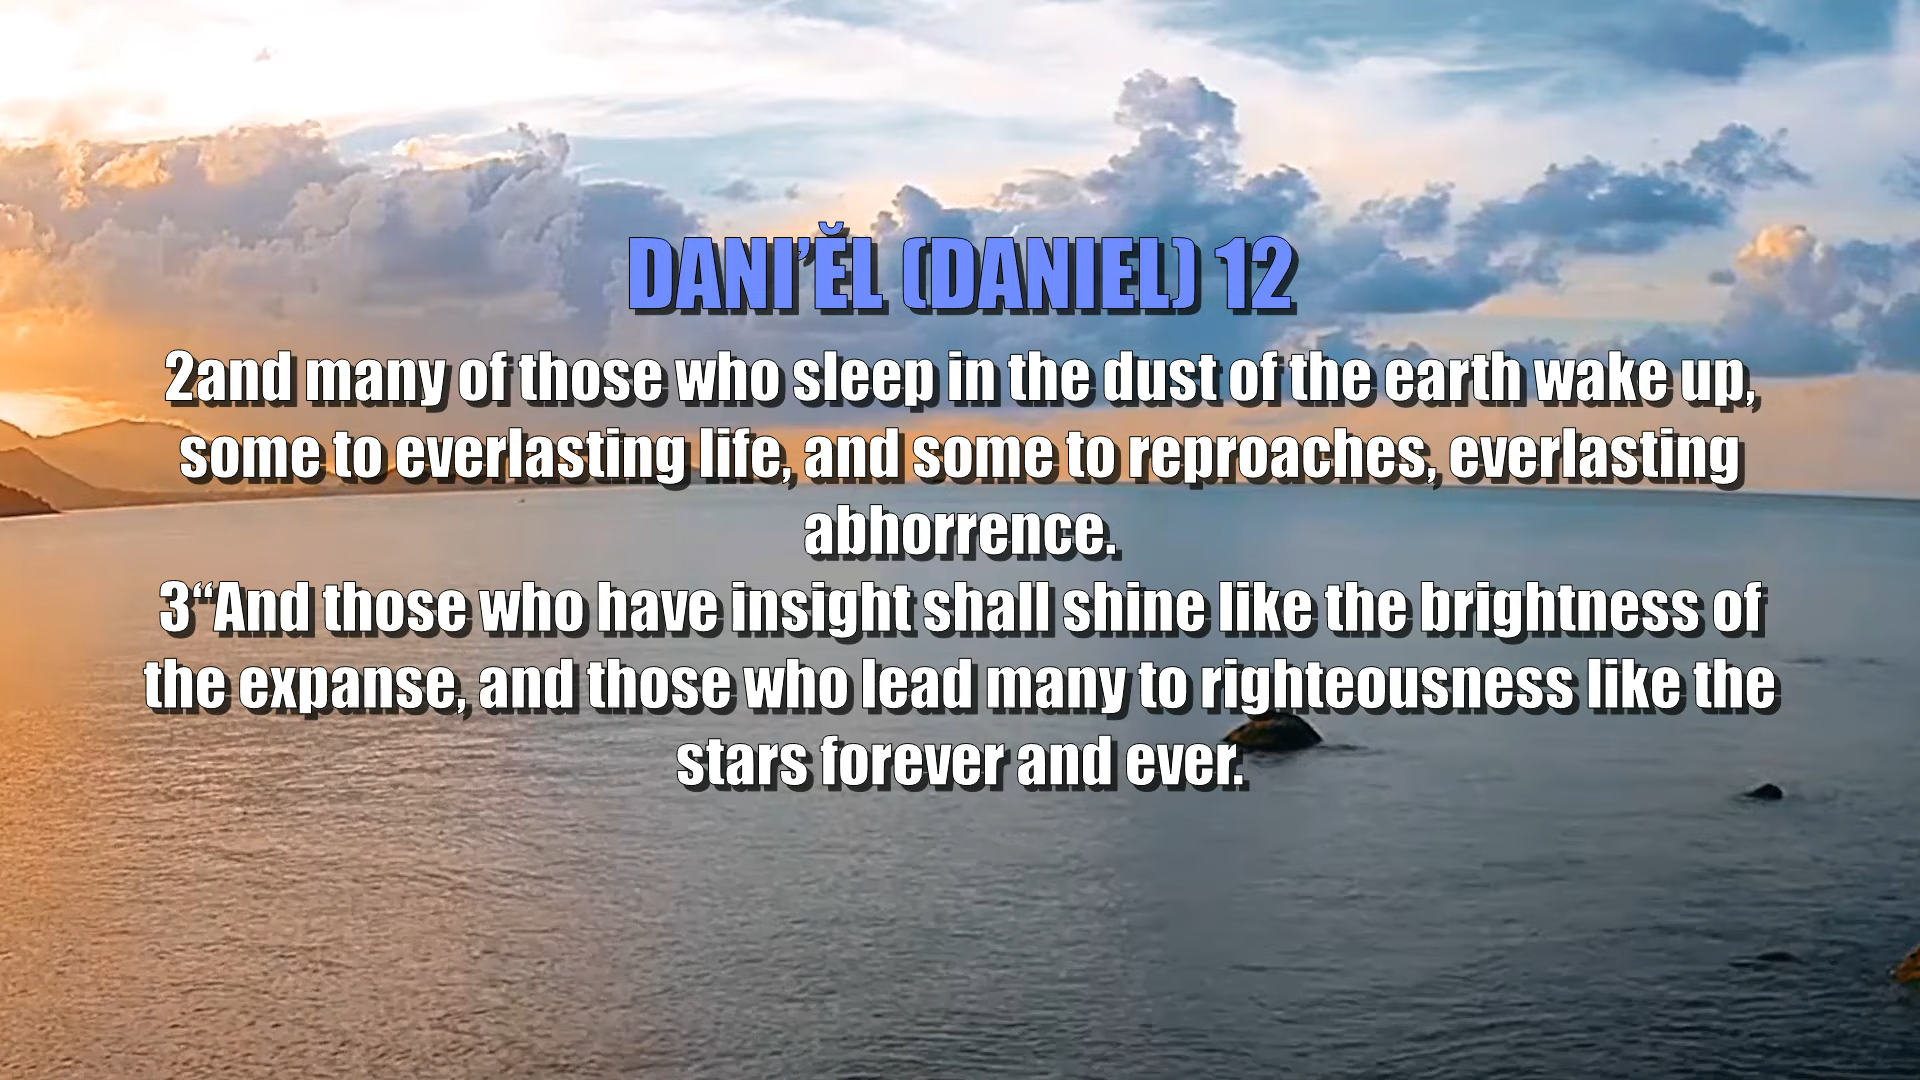 DANI’ĔL (DANIEL) 12
2and many of those who sleep in the dust of the earth wake up,
some to everlasting life, and some to reproaches, everlasting
abhorrence.
3“And those who have insight shall shine like the brightness of
the expanse, and those who lead many to righteousness like the
stars forever and ever.